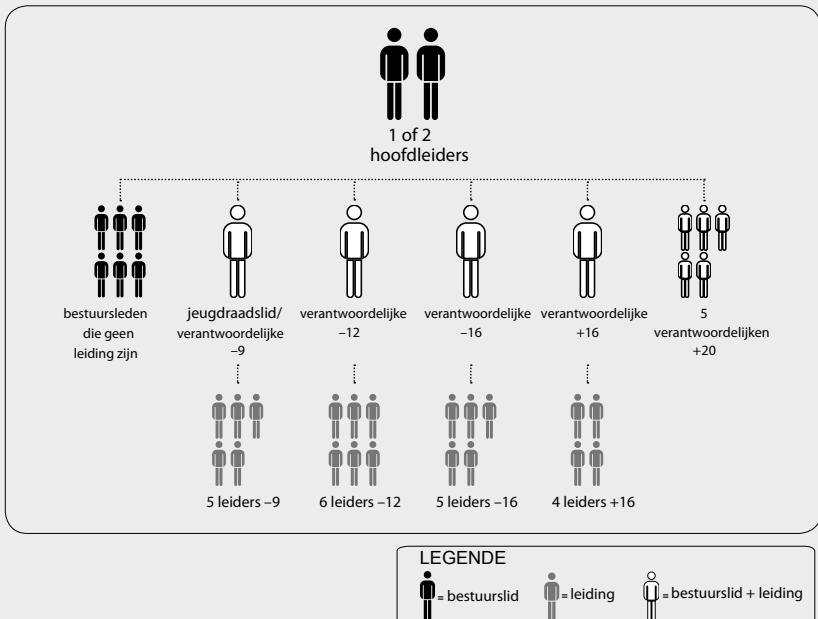 1 of 2
hoofdleiders
bestuursleden
die geen
leiding zijn
jeugdraadslid/
verantwoordelijke
–9
verantwoordelijke
–12
verantwoordelijke
–16
verantwoordelijke
+16
5
verantwoordelijken
+20
5 leiders –9
6 leiders –12
5 leiders –16
4 leiders +16
LEGENDE
= bestuurslid
= leiding
= bestuurslid + leiding